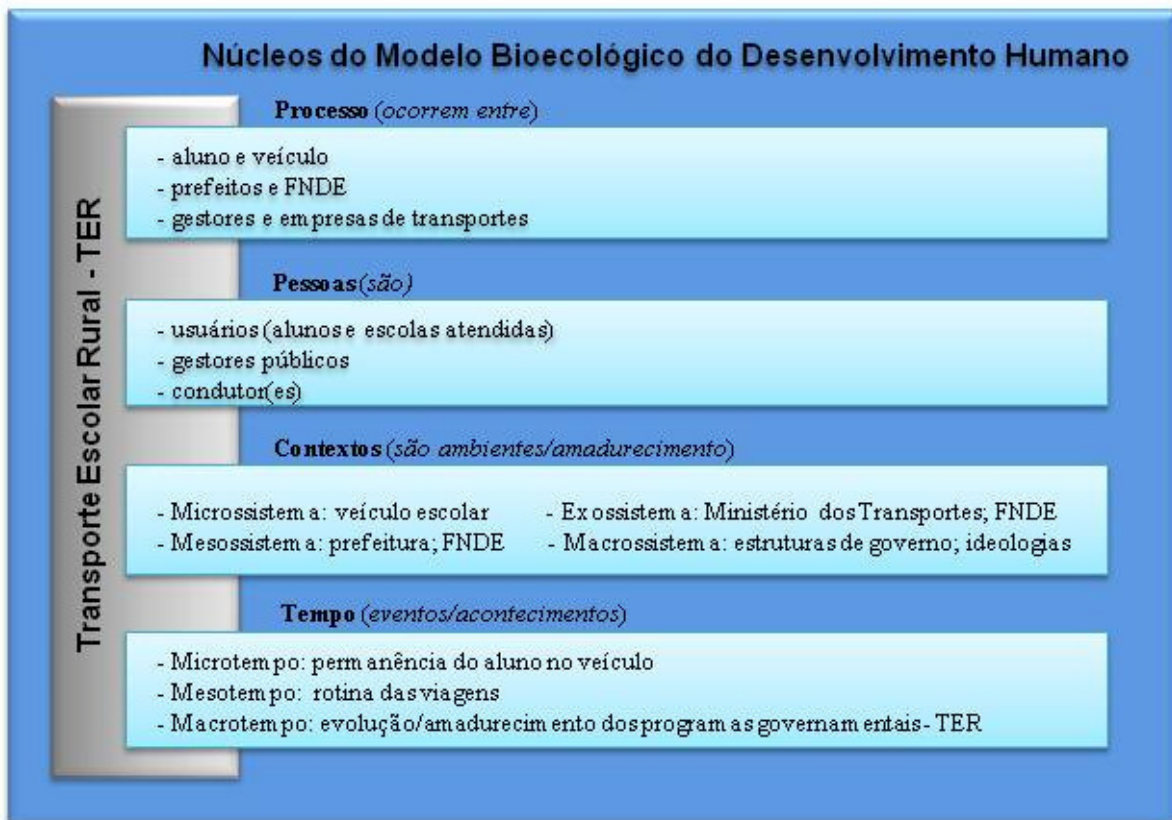 Núcleos do Modelo Bioecológico do Desenvolvimento Humano
Transporte Escolar Rural - TER
Processo (ocorrem entre)
- aluno e veículo
- prefeitos e FNDE
- gestores e empresas de transportes
Pessoas (são)
- usuários (alunos e escolas atendidas)
- gestores públicos
- condutor(es)
Contextos (são ambientes/amadurecimento)
- Microssistema: veículo escolar - Exossistema: Ministério dos Transportes; FNDE
- Mesossistema: prefeitura; FNDE - Macrossistema: estruturas de governo; ideologias
Tempo (eventos/acontecimentos)
- Microtempo: permanência do aluno no veículo
- Mesotempo: rotina das viagens
- Macrotempo: evolução/amadurecimento dos programas governamentais- TER